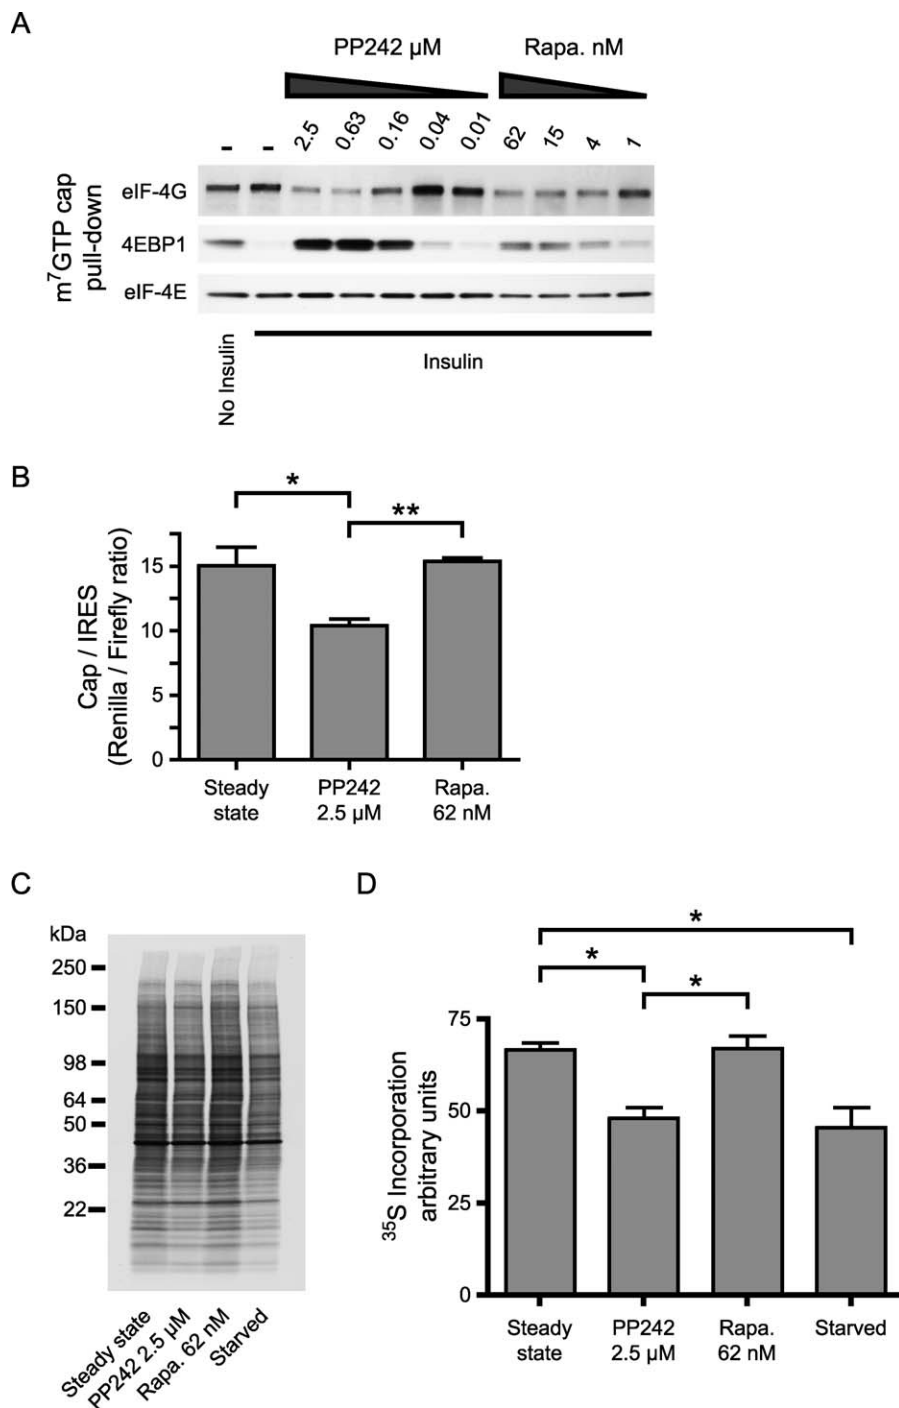 A
PP242 µM
Rapa. nM
2.5
0.63
0.16
0.04
0.01
62
15
4
1
- -
m⁷GTP cap
pull-down
eIF-4G
4EBP1
eIF-4E
No Insulin
Insulin
B
*
**
Cap / IRES
(Renilla / Firefly ratio)
15
10
5
0
Steady
state
PP242
2.5 µM
Rapa.
62 nM
C
kDa
250
150
98
64
50
36
22
Steady state
PP242 2.5 µM
Rapa. 62 nM
Starved
D
*
*
*
³⁵S Incorporation
arbitrary units
75
50
25
0
Steady
state
PP242
2.5 µM
Rapa.
62 nM
Starved